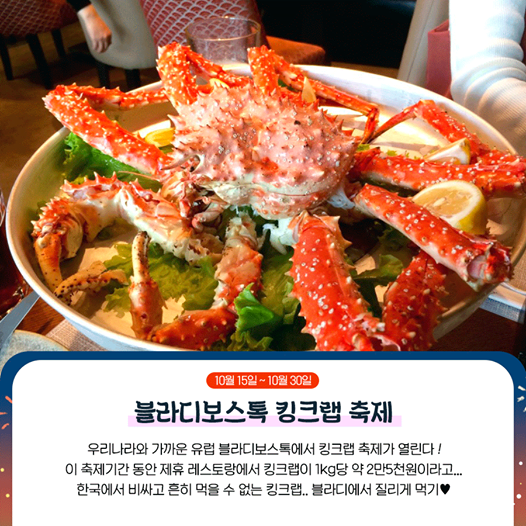 10월 15일 ~ 10월 30일
블라디보스톡 킹크랩 축제
우리나라와 가까운 유럽 블라디보스톡에서 킹크랩 축제가 열린다 !
이 축제기간 동안 제휴 레스토랑에서 킹크랩이 1kg당 약 2만5천원이라고...
한국에서 비싸고 흔히 먹을 수 없는 킹크랩.. 블라디에서 질리게 먹기♥